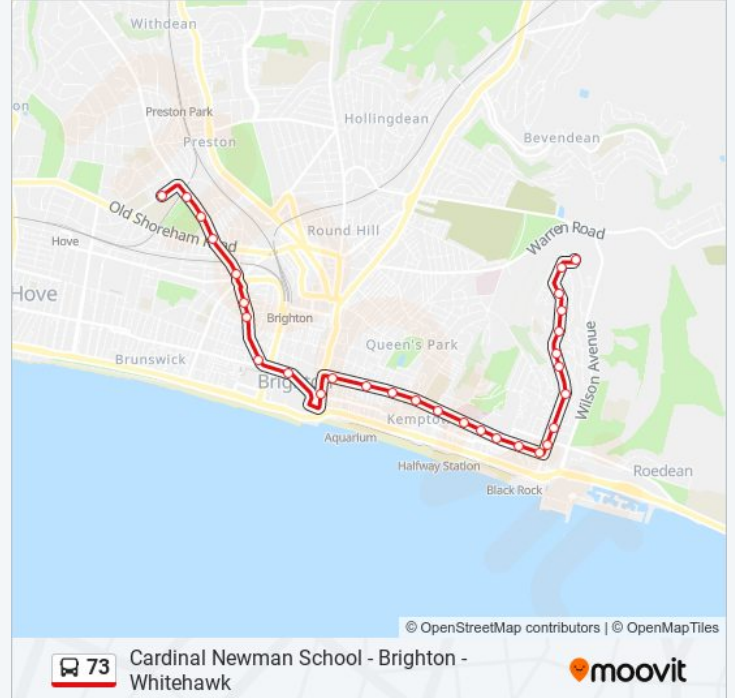 Withdean
on
Preston Park
Hollingdean
Bevendean
Preston
Old Shoreham Road
Warren Road
Hove
Round Hill
Hove
Brighton
Queen's Park
Wilson Avenue
Brunswick
Brighton
Kemptown
Aquarium
Halfway Station
Roedean
Black Rock
© OpenStreetMap contributors | © OpenMapTiles
73
Cardinal Newman School - Brighton -
Whitehawk
moovit